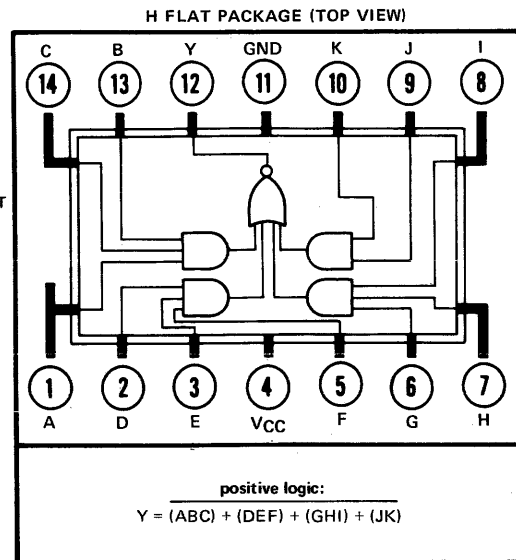 H FLAT PACKAGE (TOP VIEW)
C B Y GND K J I
14 13 12 11 10 9 8
T
1 2 3 4 5 6 7
A D E VCC F G H
positive logic:
Y = (ABC) + (DEF) + (GHI) + (JK)